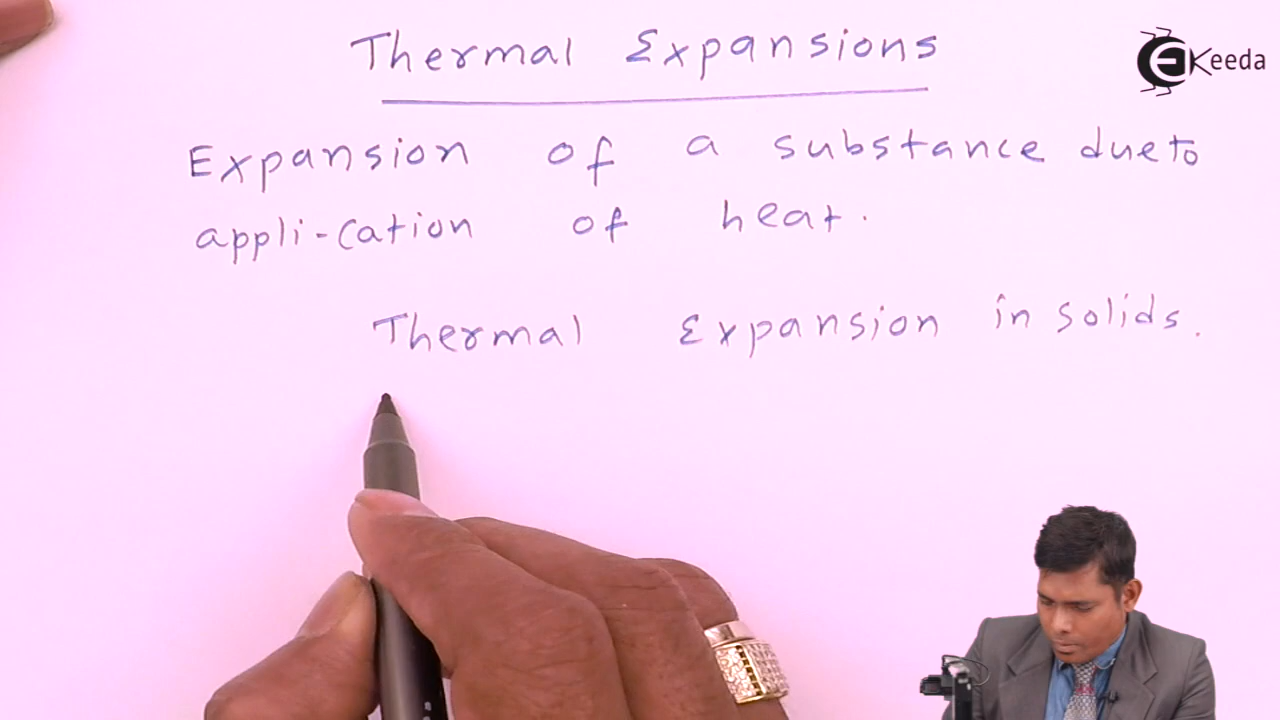 Thermal Expansions
EKeeda
Expansion of a substance due to
appli-cation of heat.
Thermal Expansion in solids.